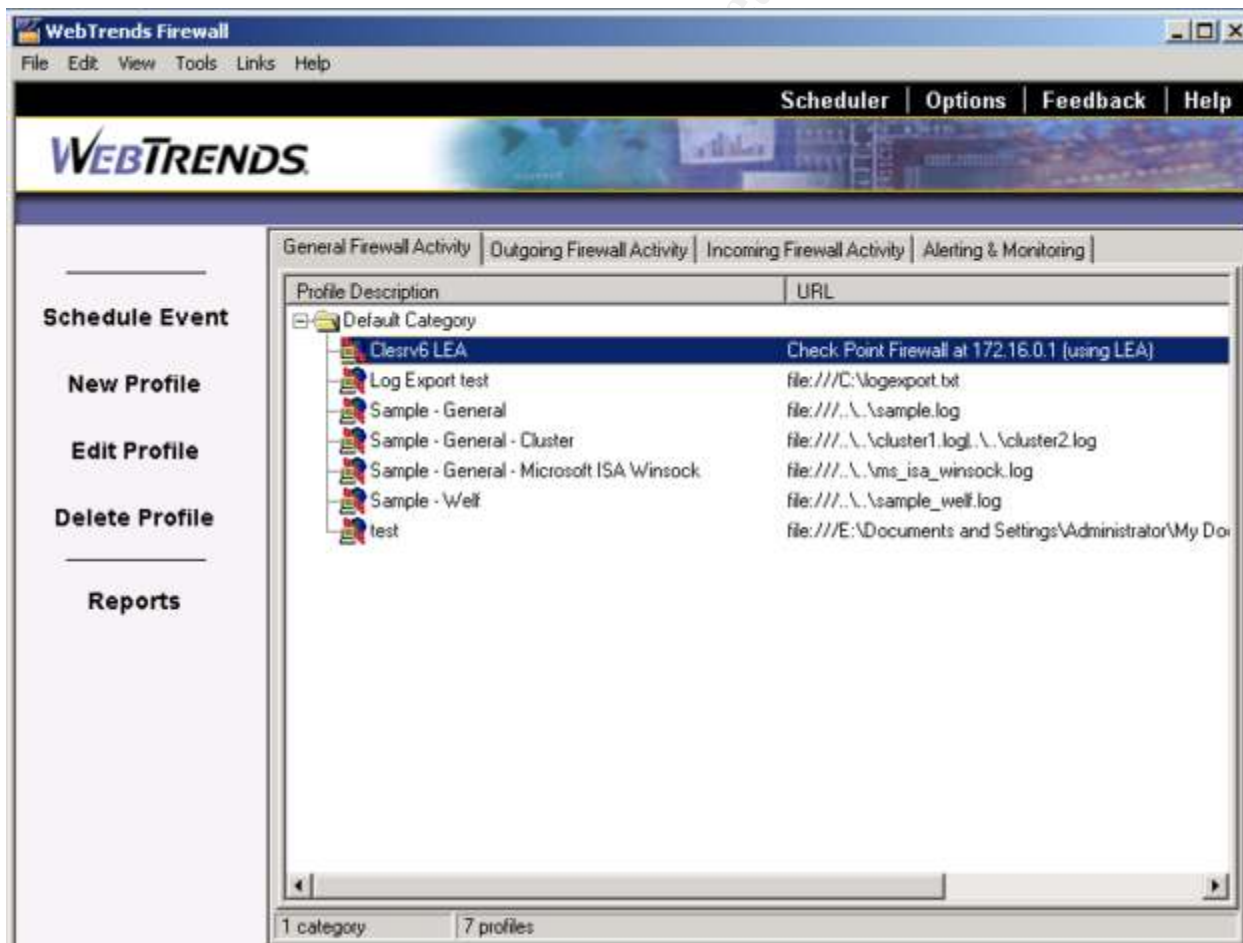 WebTrends Firewall
File Edit View Tools Links Help
Scheduler | Options | Feedback | Help
WEBTRENDS
General Firewall Activity Outgoing Firewall Activity Incoming Firewall Activity Alerting & Monitoring
Schedule Event
New Profile
Edit Profile
Delete Profile
Reports
Profile Description URL
Default Category
Clesrv6 LEA Check Point Firewall at 172.16.0.1 (using LEA)
Log Export test file:///C:\logexport.txt
Sample - General file:///..\..\sample.log
Sample - General - Cluster file:///..\..\cluster1.log|..\..\cluster2.log
Sample - General - Microsoft ISA Winsock file:///..\..\ms_isa_winsock.log
Sample - Welf file:///..\..\sample_welf.log
test file:///E:\Documents and Settings\Administrator\My Do
1 category 7 profiles